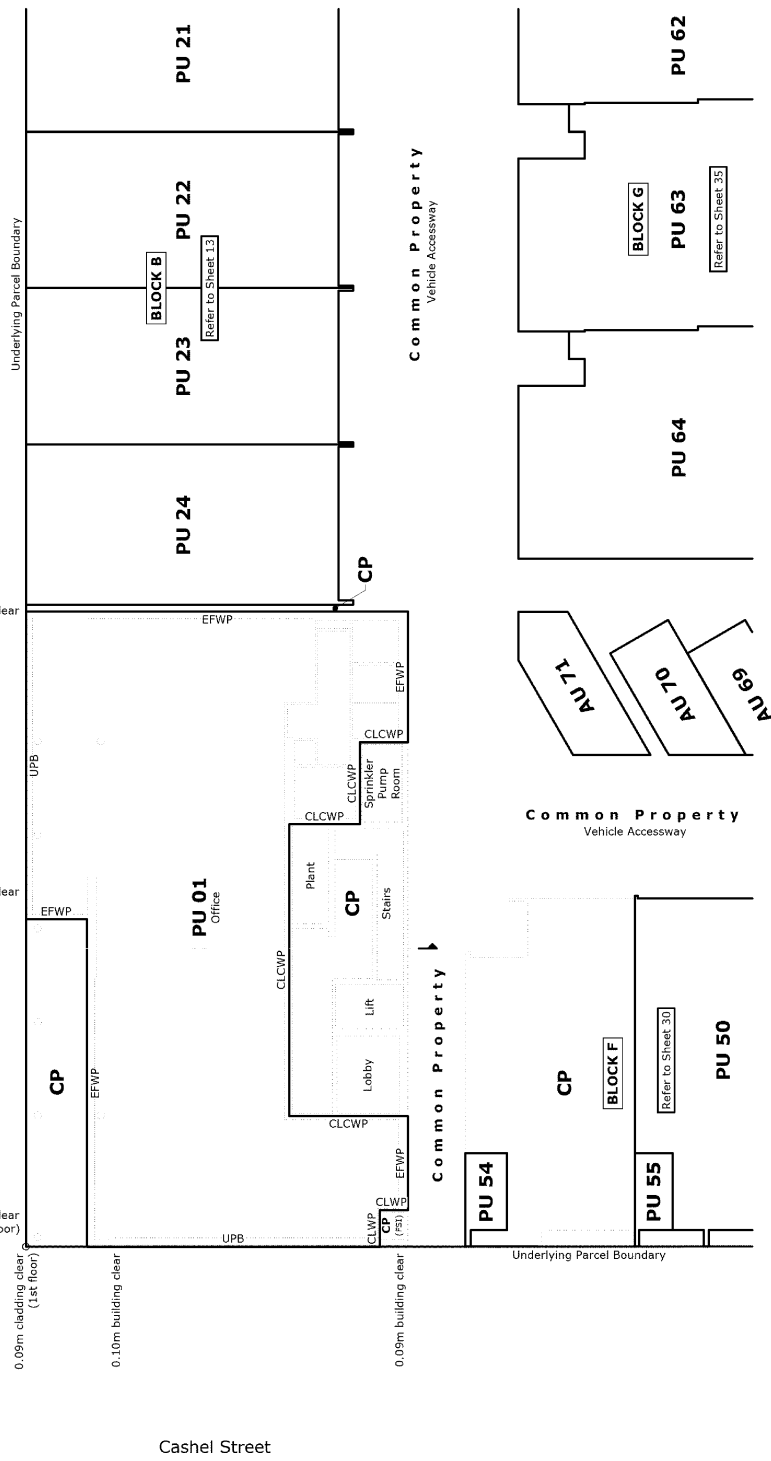 PU 21
PU 62
PU 22
Common Property
Vehicle Accessway
BLOCK G
PU 63
Refer to Sheet 35
Underlying Parcel Boundary
BLOCK B
Refer to Sheet 13
PU 23
PU 64
PU 24
CP
lear
EFWP
EFWP
AU 71
AU 70
AU 69
CLCWP
UPB
CLCWP
Sprinkler
Pump
Room
CLCWP
Common Property
Vehicle Accessway
Plant
PU 01
Office
CP
Stairs
lear
EFWP
CLCWP
Common Property
Lift
Lobby
CP
EFWP
CP
BLOCK F
Refer to Sheet 30
PU 50
CLCWP
EFWP
PU 54
PU 55
CLWP
lear
oor)
CLWP
CP
(FS1)
UPB
Underlying Parcel Boundary
0.09m cladding clear
(1st floor)
0.10m building clear
0.09m building clear
Cashel Street